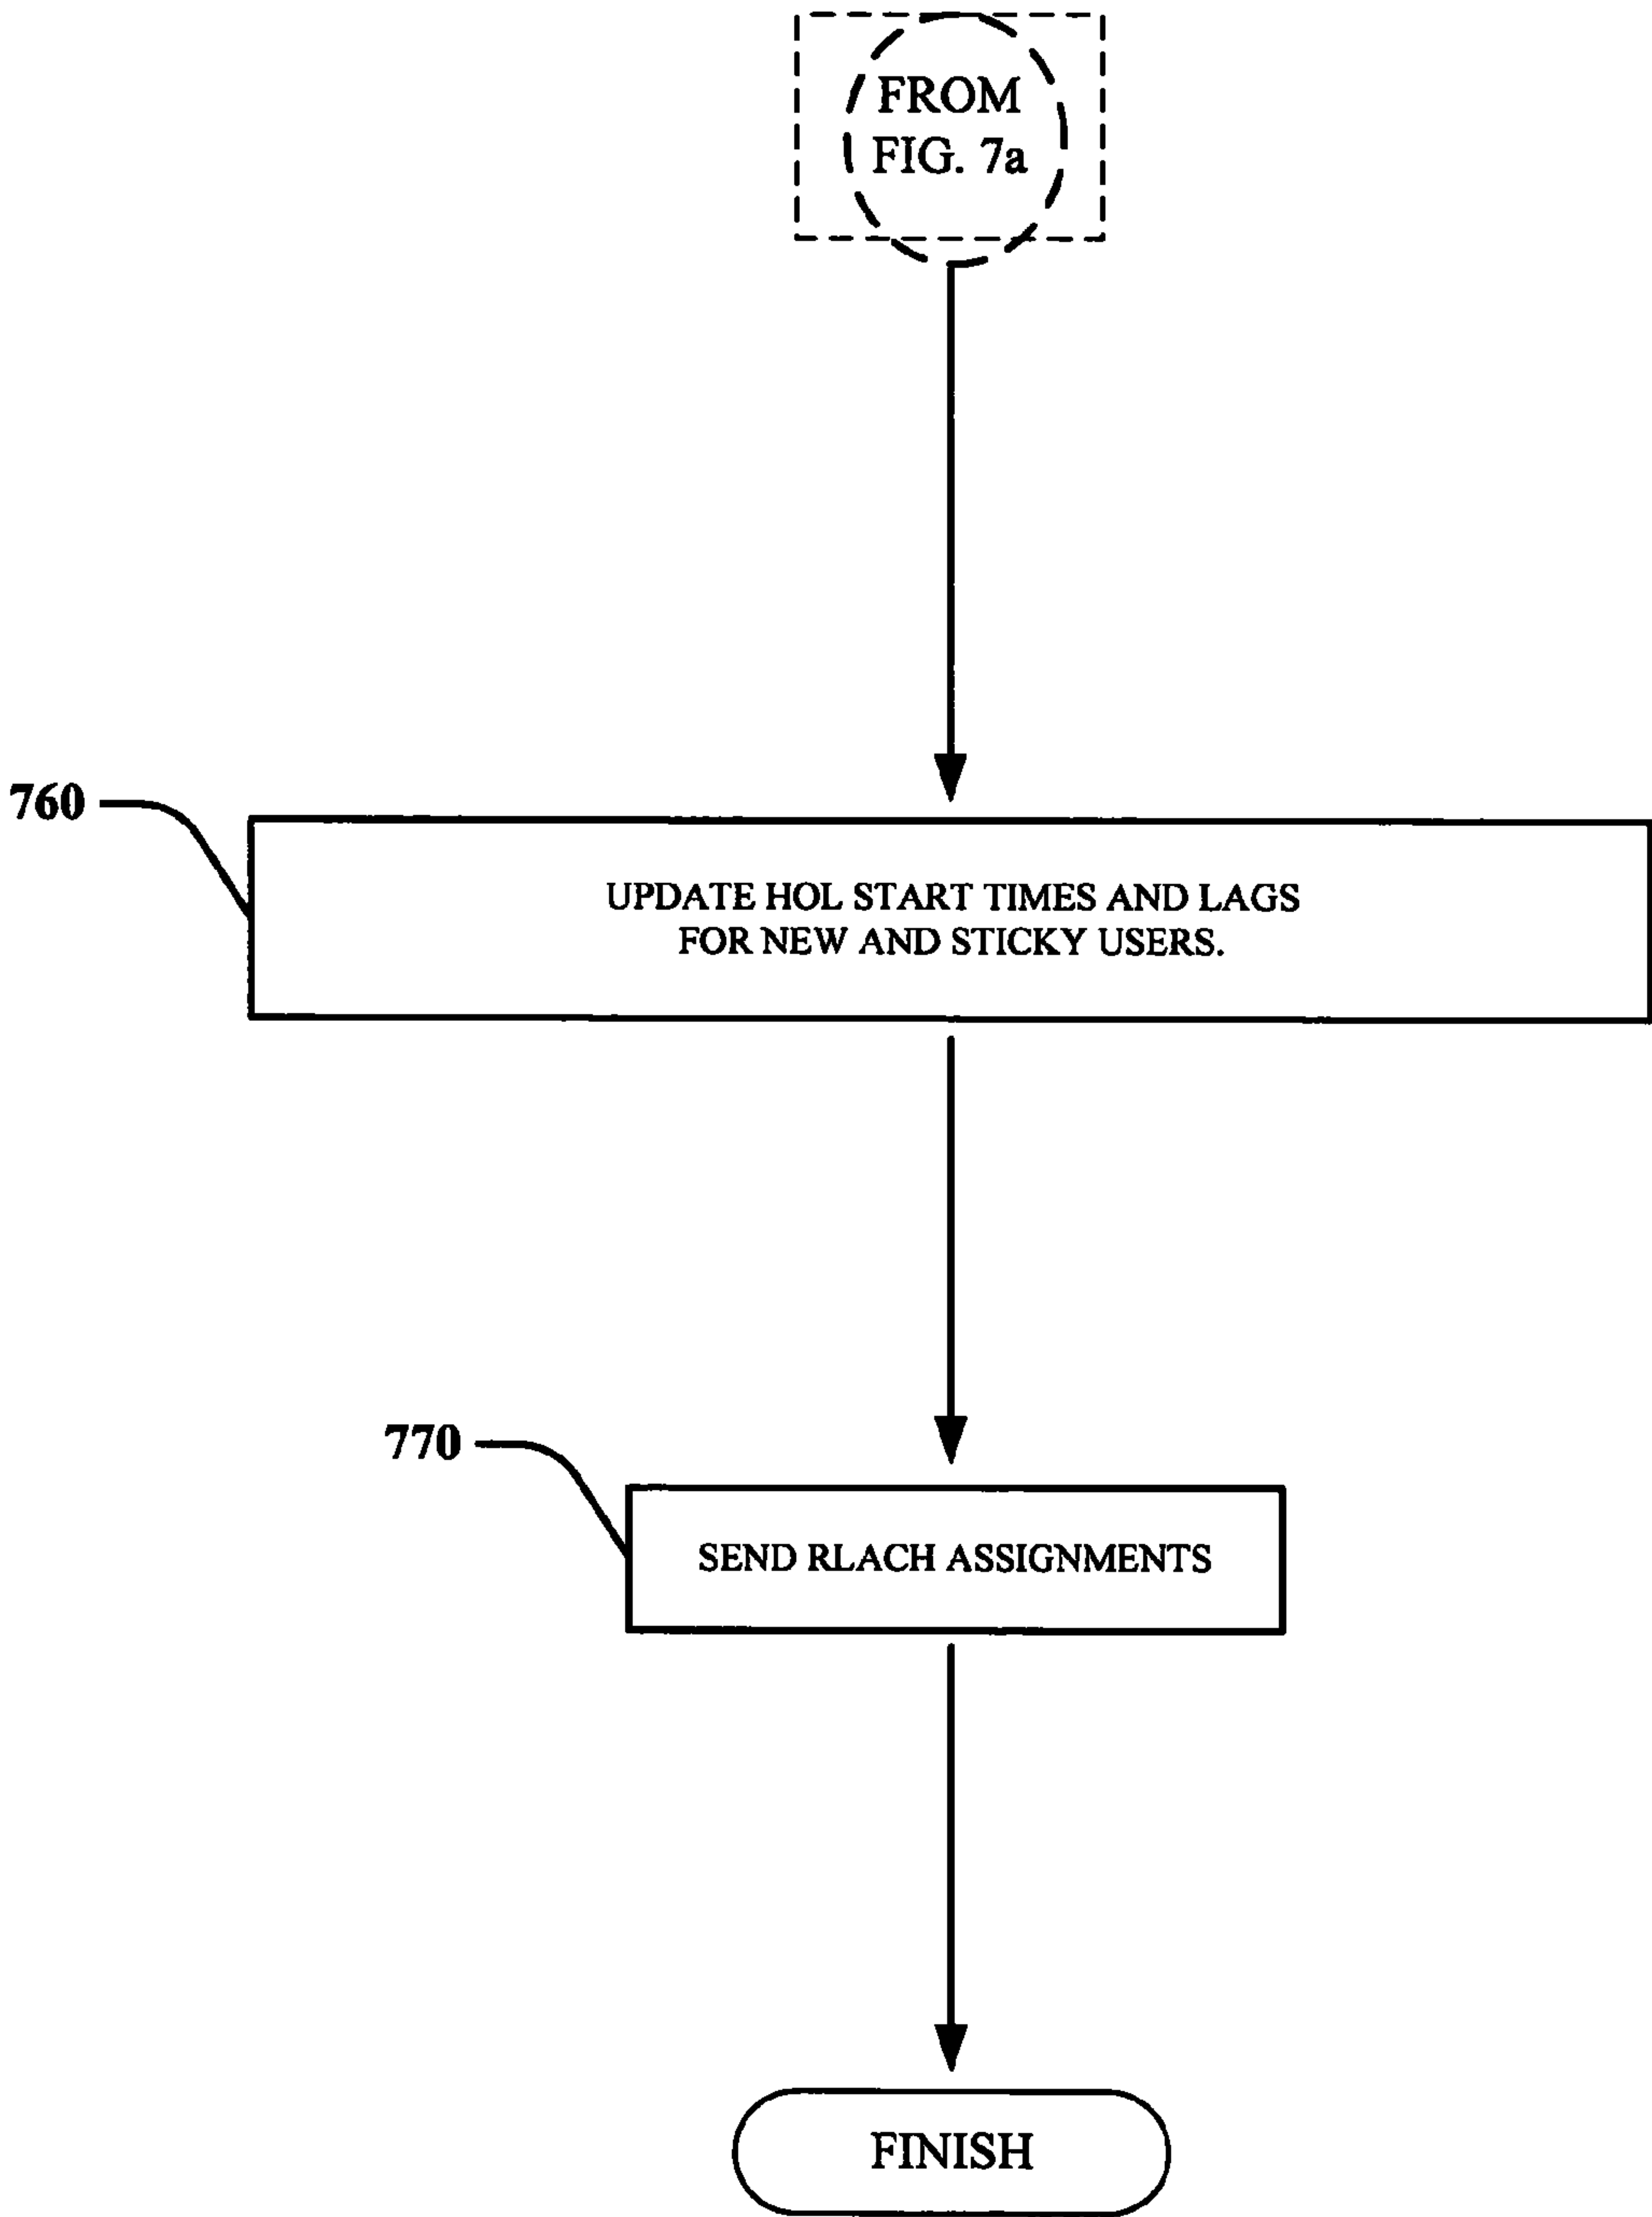 FROM
FIG. 7a
760
UPDATE HOL START TIMES AND LAGS
FOR NEW AND STICKY USERS.
770
SEND RLACH ASSIGNMENTS
FINISH